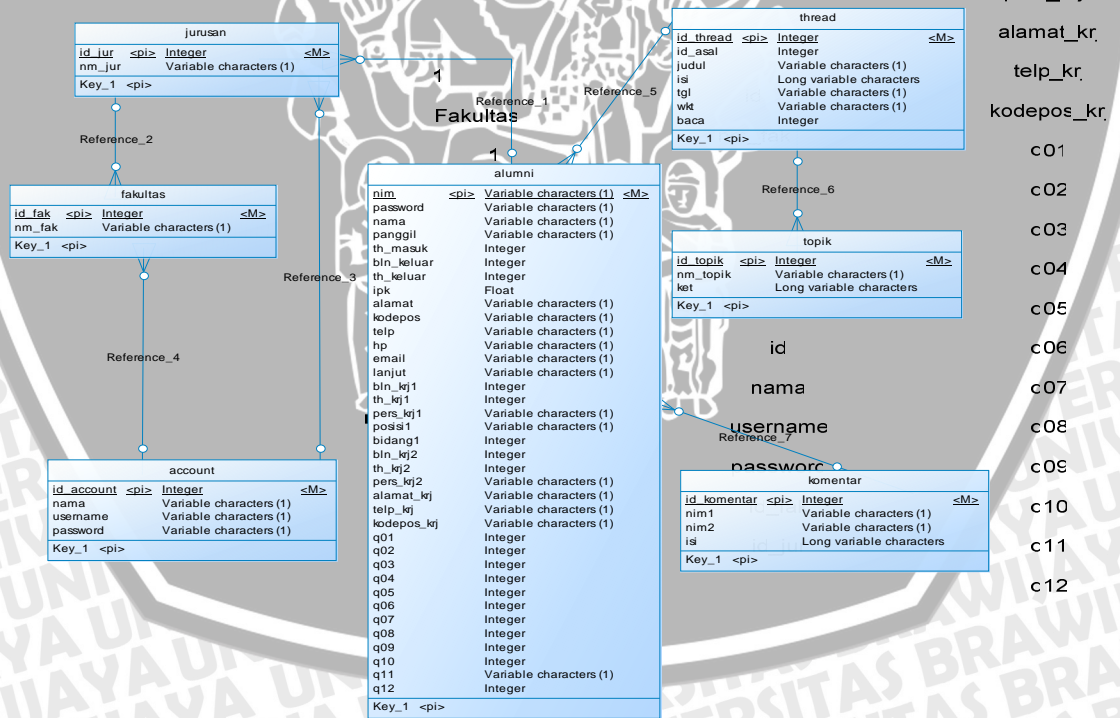 jurusan
id_jur <pi> Integer <M>
nm_jur Variable characters (1)
Key_1 <pi>
Reference_2
fakultas
id_fak <pi> Integer <M>
nm_fak Variable characters (1)
Key_1 <pi>
Reference_4
account
id_account <pi> Integer <M>
nama Variable characters (1)
username Variable characters (1)
password Variable characters (1)
Key_1 <pi>
1
Reference_1
Fakultas
1
Reference_3
Reference_5
alumni
nim <pi> Variable characters (1) <M>
password Variable characters (1)
nama Variable characters (1)
panggil Variable characters (1)
th_masuk Integer
bln_keluar Integer
th_keluar Integer
ipk Float
alamat Variable characters (1)
kodepos Variable characters (1)
telp Variable characters (1)
hp Variable characters (1)
email Variable characters (1)
lanjut Variable characters (1)
bln_krj1 Integer
th_krj1 Integer
pers_krj1 Variable characters (1)
posisi1 Variable characters (1)
bidang1 Integer
bln_krj2 Integer
th_krj2 Integer
pers_krj2 Variable characters (1)
alamat_krj Variable characters (1)
telp_krj Variable characters (1)
kodepos_krj Variable characters (1)
q01 Integer
q02 Integer
q03 Integer
q04 Integer
q05 Integer
q06 Integer
q07 Integer
q08 Integer
q09 Integer
q10 Integer
q11 Variable characters (1)
q12 Integer
Key_1 <pi>
thread
id_thread <pi> Integer <M>
id_asal Integer
judul Variable characters (1)
isi Long variable characters
tgl Variable characters (1)
wkt Variable characters (1)
baca Integer
Key_1 <pi>
Reference_6
topik
id_topik <pi> Integer <M>
nm_topik Variable characters (1)
ket Long variable characters
Key_1 <pi>
id
nama
username
Reference_7
password
komentar
id_komentar <pi> Integer <M>
nim1 Variable characters (1)
nim2 Variable characters (1)
isi Long variable characters
Key_1 <pi>
alamat_krj
telp_krj
kodepos_krj
c01
c02
c03
c04
c05
c06
c07
c08
c09
c10
c11
c12